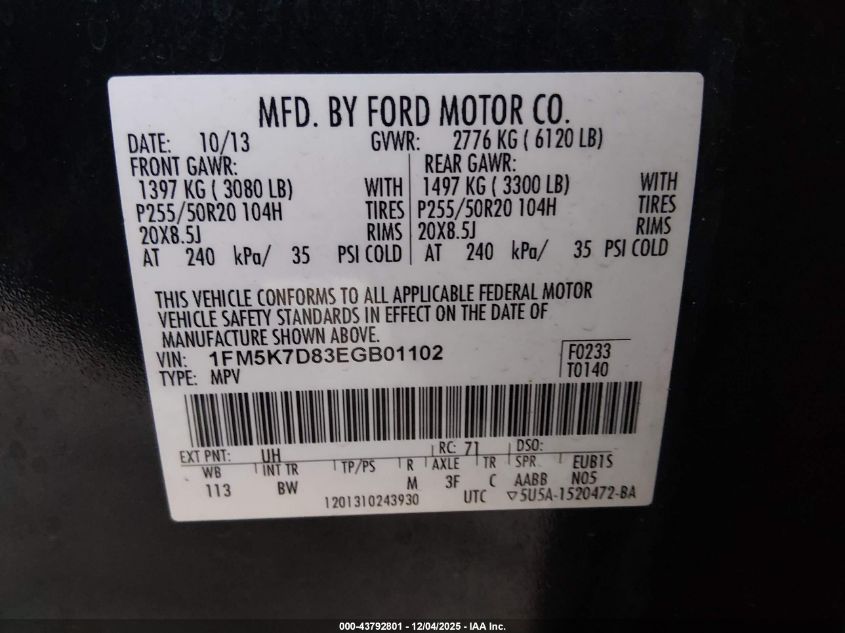 MFD. BY FORD MOTOR CO.
DATE: 10/13 GVWR: 2776 KG ( 6120 LB)
FRONT GAWR: REAR GAWR:
1397 KG ( 3080 LB) WITH 1497 KG ( 3300 LB) WITH
P255/50R20 104H TIRES P255/50R20 104H TIRES
20X8.5J RIMS 20X8.5J RIMS
AT 240 kPa/ 35 PSI COLD AT 240 kPa/ 35 PSI COLD
THIS VEHICLE CONFORMS TO ALL APPLICABLE FEDERAL MOTOR
VEHICLE SAFETY STANDARDS IN EFFECT ON THE DATE OF
MANUFACTURE SHOWN ABOVE.
VIN: 1FM5K7D83EGB01102 F0233
TYPE: MPV T0140
EXT PNT: UH RC: 71 DSO:
WB INT TR TP/PS R AXLE TR SPR EUB1S
113 BW M 3F C AABB N05
1201310243930 UTC ▽5U5A-1520472-BA
000-43792801 - 12/04/2025 - IAA Inc.